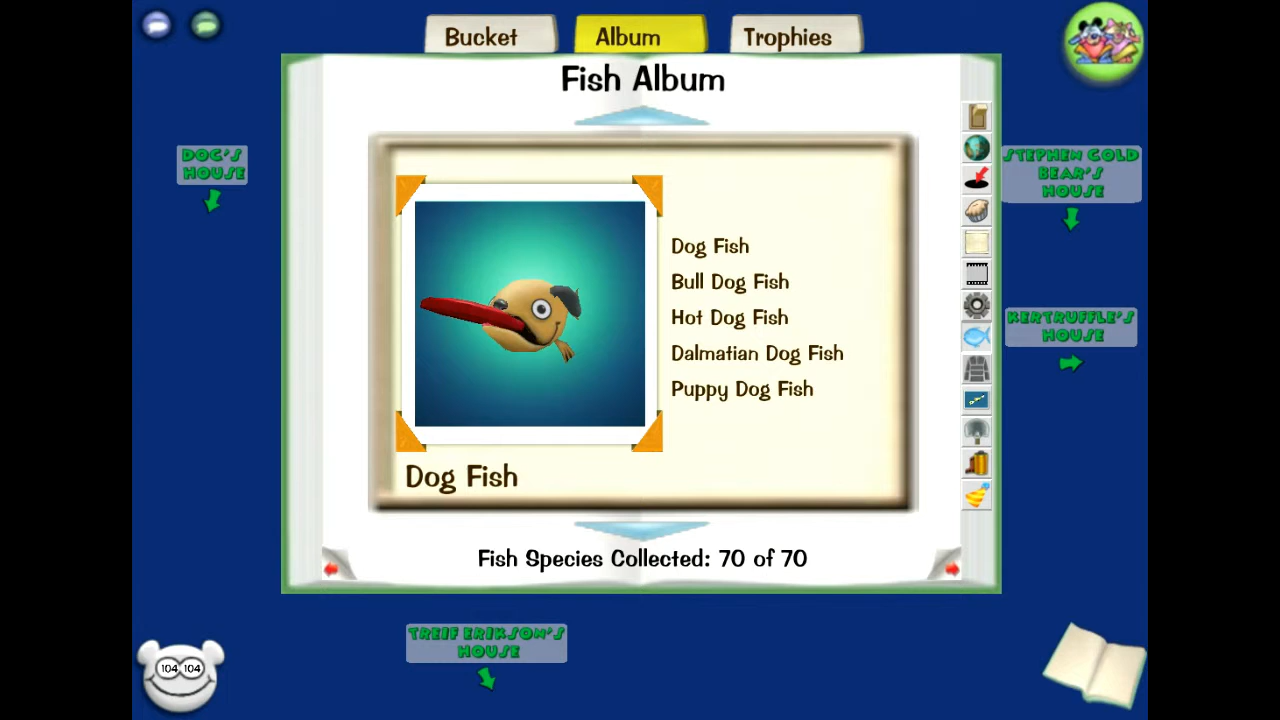 Bucket
Album
Trophies
Fish Album
DOC'S
HOUSE
STEPHEN COLD
BEAR'S
HOUSE
Dog Fish
Bull Dog Fish
Hot Dog Fish
Dalmatian Dog Fish
Puppy Dog Fish
KERTRUFFLE'S
HOUSE
Dog Fish
Fish Species Collected: 70 of 70
TREIF ERIKSON'S
HOUSE
104 104